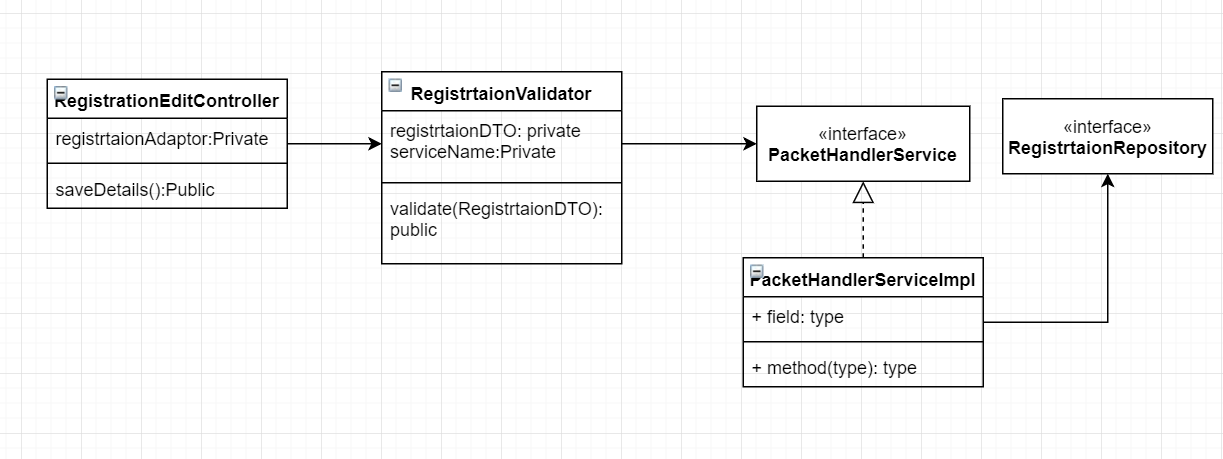 RegistrationEditController
registrtaionAdaptor:Private
saveDetails():Public
RegistrtaionValidator
registrtaionDTO: private
serviceName:Private
validate(RegistrtaionDTO):
public
«interface»
PacketHandlerService
«interface»
RegistrtaionRepository
PacketHandlerServiceImpl
+ field: type
+ method(type): type